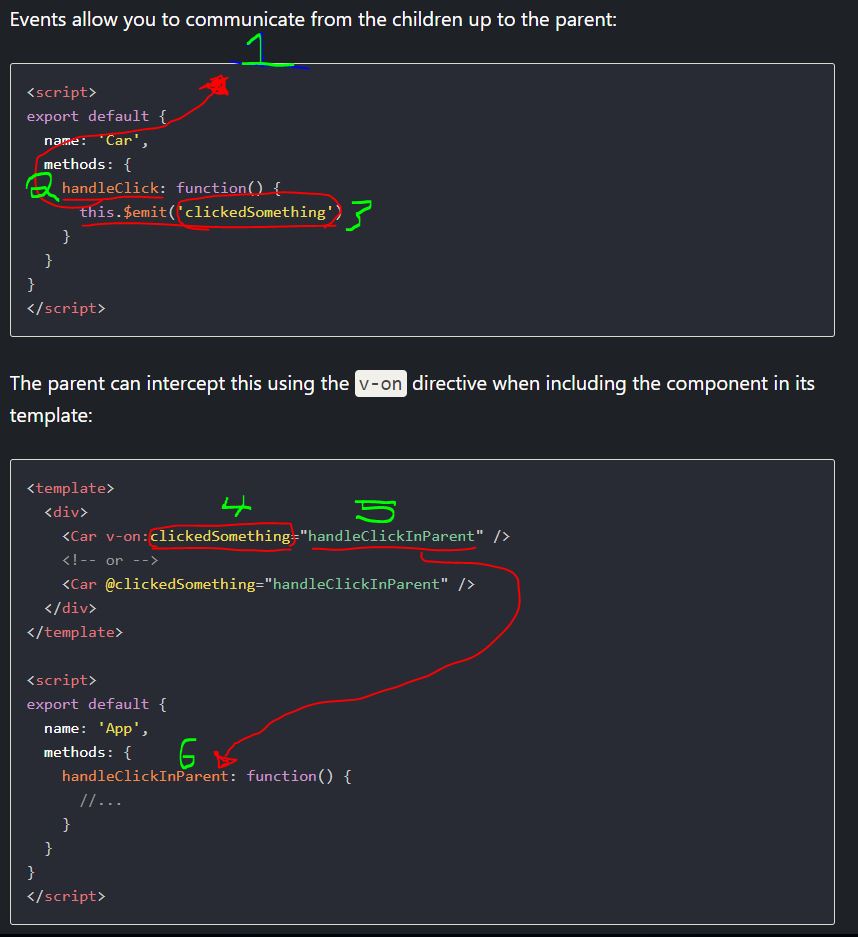 Events allow you to communicate from the children up to the parent:
1
<script>
export default {
name: 'Car',
methods: {
2 handleClick: function() {
this.$emit('clickedSomething') 3
}
}
}
</script>
The parent can intercept this using the v-on directive when including the component in its
template:
<template>
4 5
<div>
<Car v-on:clickedSomething="handleClickInParent" />
<!-- or -->
<Car @clickedSomething="handleClickInParent" />
</div>
</template>
<script>
export default {
name: 'App',
methods: {
6
handleClickInParent: function() {
//...
}
}
}
</script>